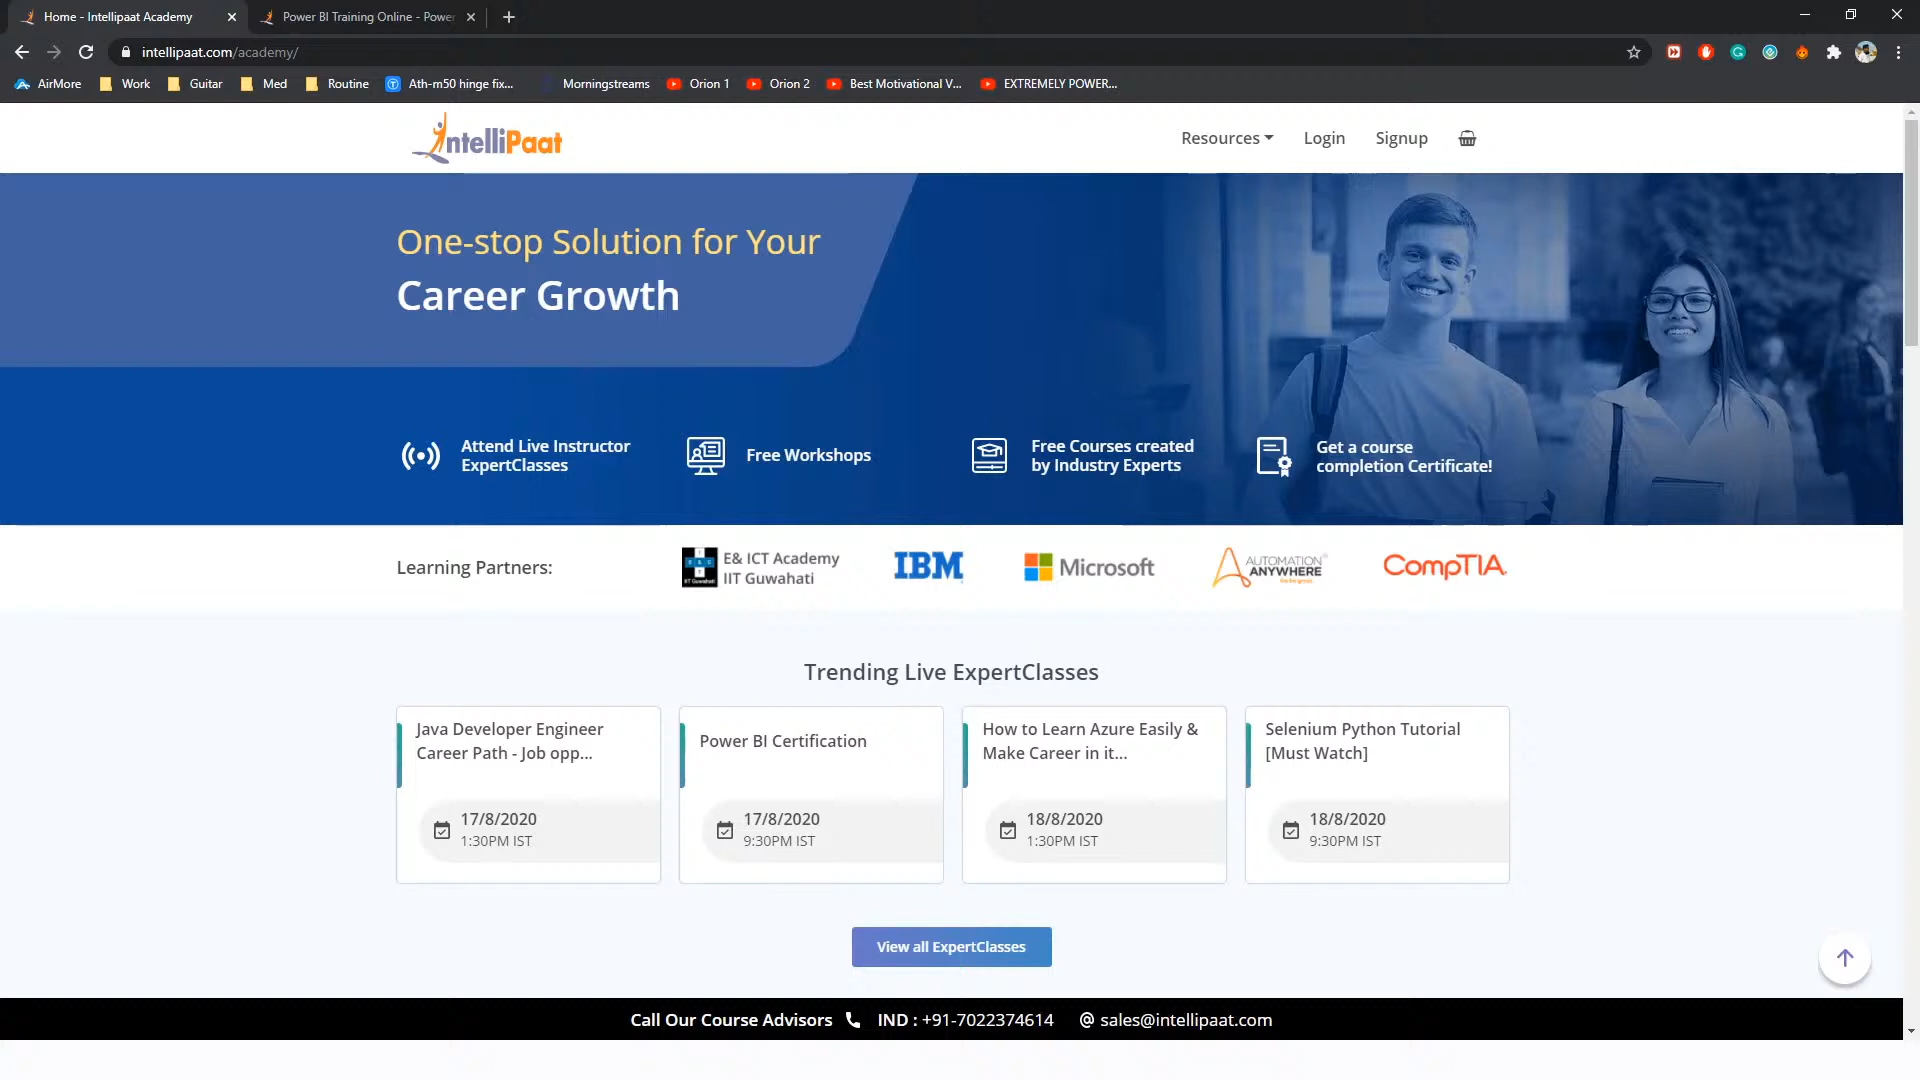 Home - Intellipaat Academy
Power BI Training Online - Power
intellipaat.com/academy/
AirMore
Work
Guitar
Med
Routine
Ath-m50 hinge fix...
Morningstreams
Orion 1
Orion 2
Best Motivational V...
EXTREMELY POWER...
IntelliPaat
Resources
Login
Signup
One-stop Solution for Your
Career Growth
Attend Live Instructor
ExpertClasses
Free Workshops
Free Courses created
by Industry Experts
Get a course
completion Certificate!
Learning Partners:
E& ICT Academy
IIT Guwahati
IBM
Microsoft
AUTOMATION
ANYWHERE
CompTIA
Trending Live ExpertClasses
Java Developer Engineer
Career Path - Job opp...
17/8/2020
1:30PM IST
Power BI Certification
17/8/2020
9:30PM IST
How to Learn Azure Easily &
Make Career in it...
18/8/2020
1:30PM IST
Selenium Python Tutorial
[Must Watch]
18/8/2020
9:30PM IST
View all ExpertClasses
Call Our Course Advisors IND : +91-7022374614 @ sales@intellipaat.com